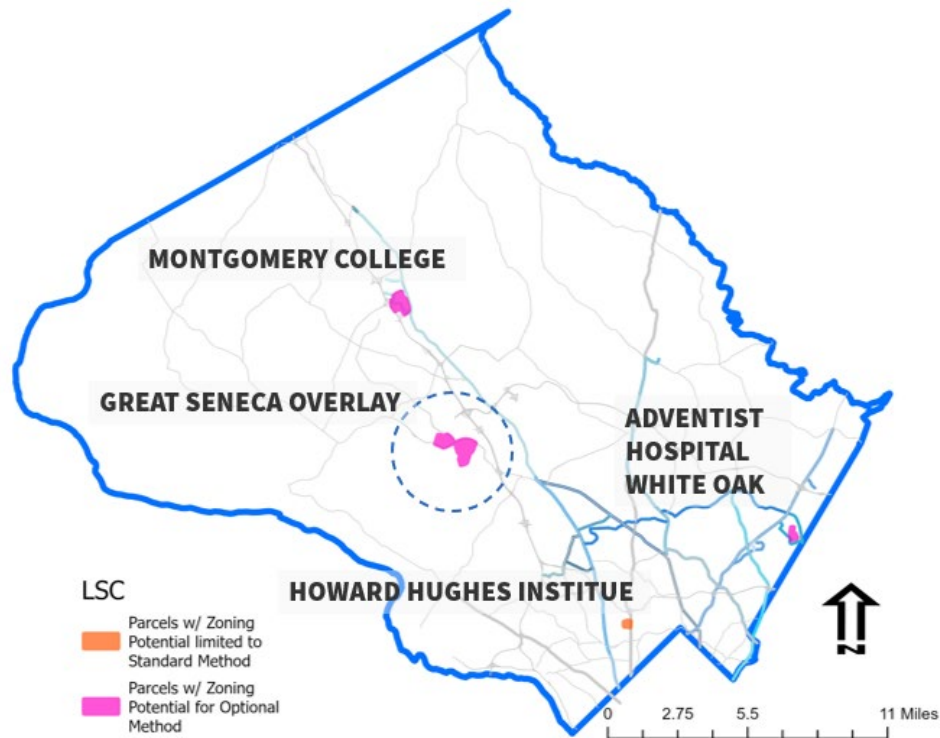 MONTGOMERY COLLEGE
GREAT SENECA OVERLAY
ADVENTIST
HOSPITAL
WHITE OAK
HOWARD HUGHES INSTITUE
LSC
Parcels w/ Zoning
Potential limited to
Standard Method
Parcels w/ Zoning
Potential for Optional
Method
N
0 2.75 5.5 11 Miles